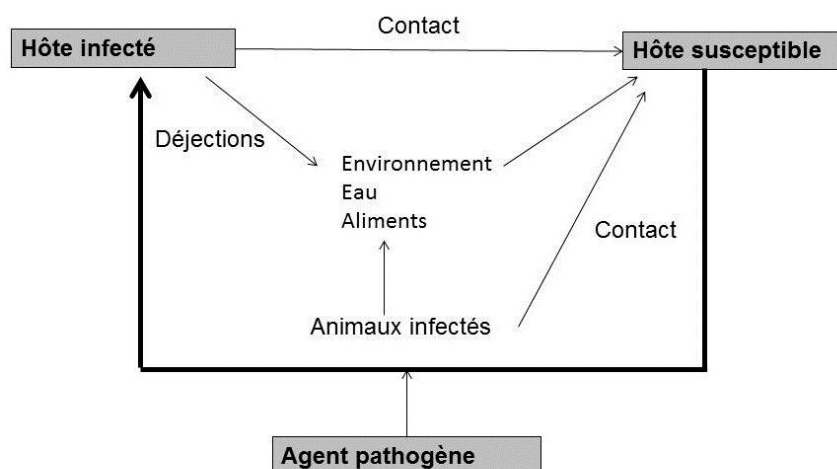 Contact
Hôte infecté
Hôte susceptible
Déjections
Environnement
Eau
Aliments
Contact
Animaux infectés
Agent pathogène